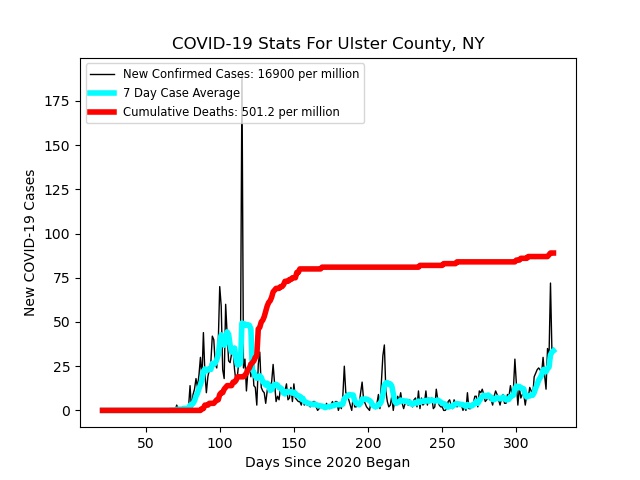 COVID-19 Stats For Ulster County, NY
New Confirmed Cases: 16900 per million
7 Day Case Average
Cumulative Deaths: 501.2 per million
New COVID-19 Cases
175
150
125
100
75
50
25
0
50 100 150 200 250 300
Days Since 2020 Began